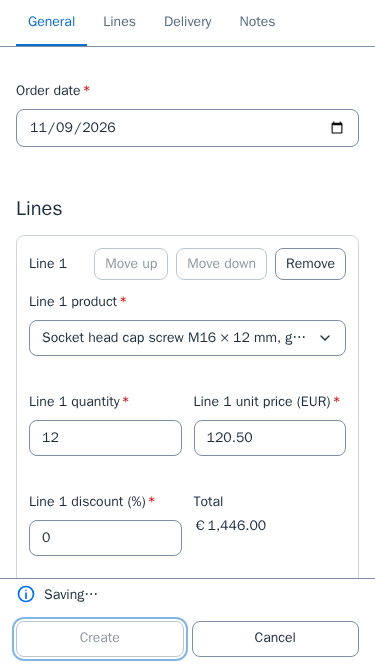 General Lines Delivery Notes
Order date *
11/09/2026
Lines
Line 1 Move up Move down Remove
Line 1 product *
Socket head cap screw M16 × 12 mm, g…
Line 1 quantity * Line 1 unit price (EUR) *
12 120.50
Line 1 discount (%) * Total
0 €1,446.00
Saving…
Create Cancel